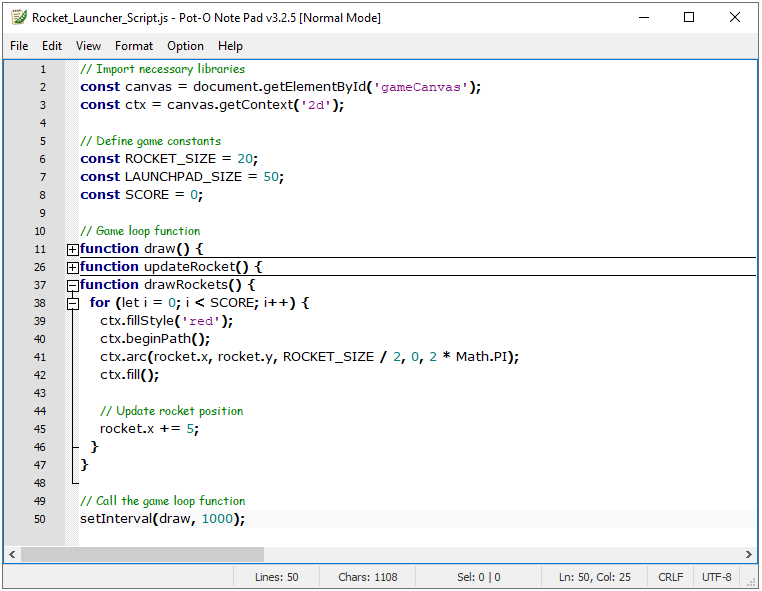 Rocket_Launcher_Script.js - Pot-O Note Pad v3.2.5 [Normal Mode]
File Edit View Format Option Help
1 // Import necessary libraries
2 const canvas = document.getElementById('gameCanvas');
3 const ctx = canvas.getContext('2d');
4
5 // Define game constants
6 const ROCKET_SIZE = 20;
7 const LAUNCHPAD_SIZE = 50;
8 const SCORE = 0;
9
10 // Game loop function
11 function draw() {
26 function updateRocket() {
37 function drawRockets() {
38 for (let i = 0; i < SCORE; i++) {
39 ctx.fillStyle('red');
40 ctx.beginPath();
41 ctx.arc(rocket.x, rocket.y, ROCKET_SIZE / 2, 0, 2 * Math.PI);
42 ctx.fill();
43
44 // Update rocket position
45 rocket.x += 5;
46 }
47 }
48
49 // Call the game loop function
50 setInterval(draw, 1000);
Lines: 50 Chars: 1108 Sel: 0 | 0 Ln: 50, Col: 25 CRLF UTF-8